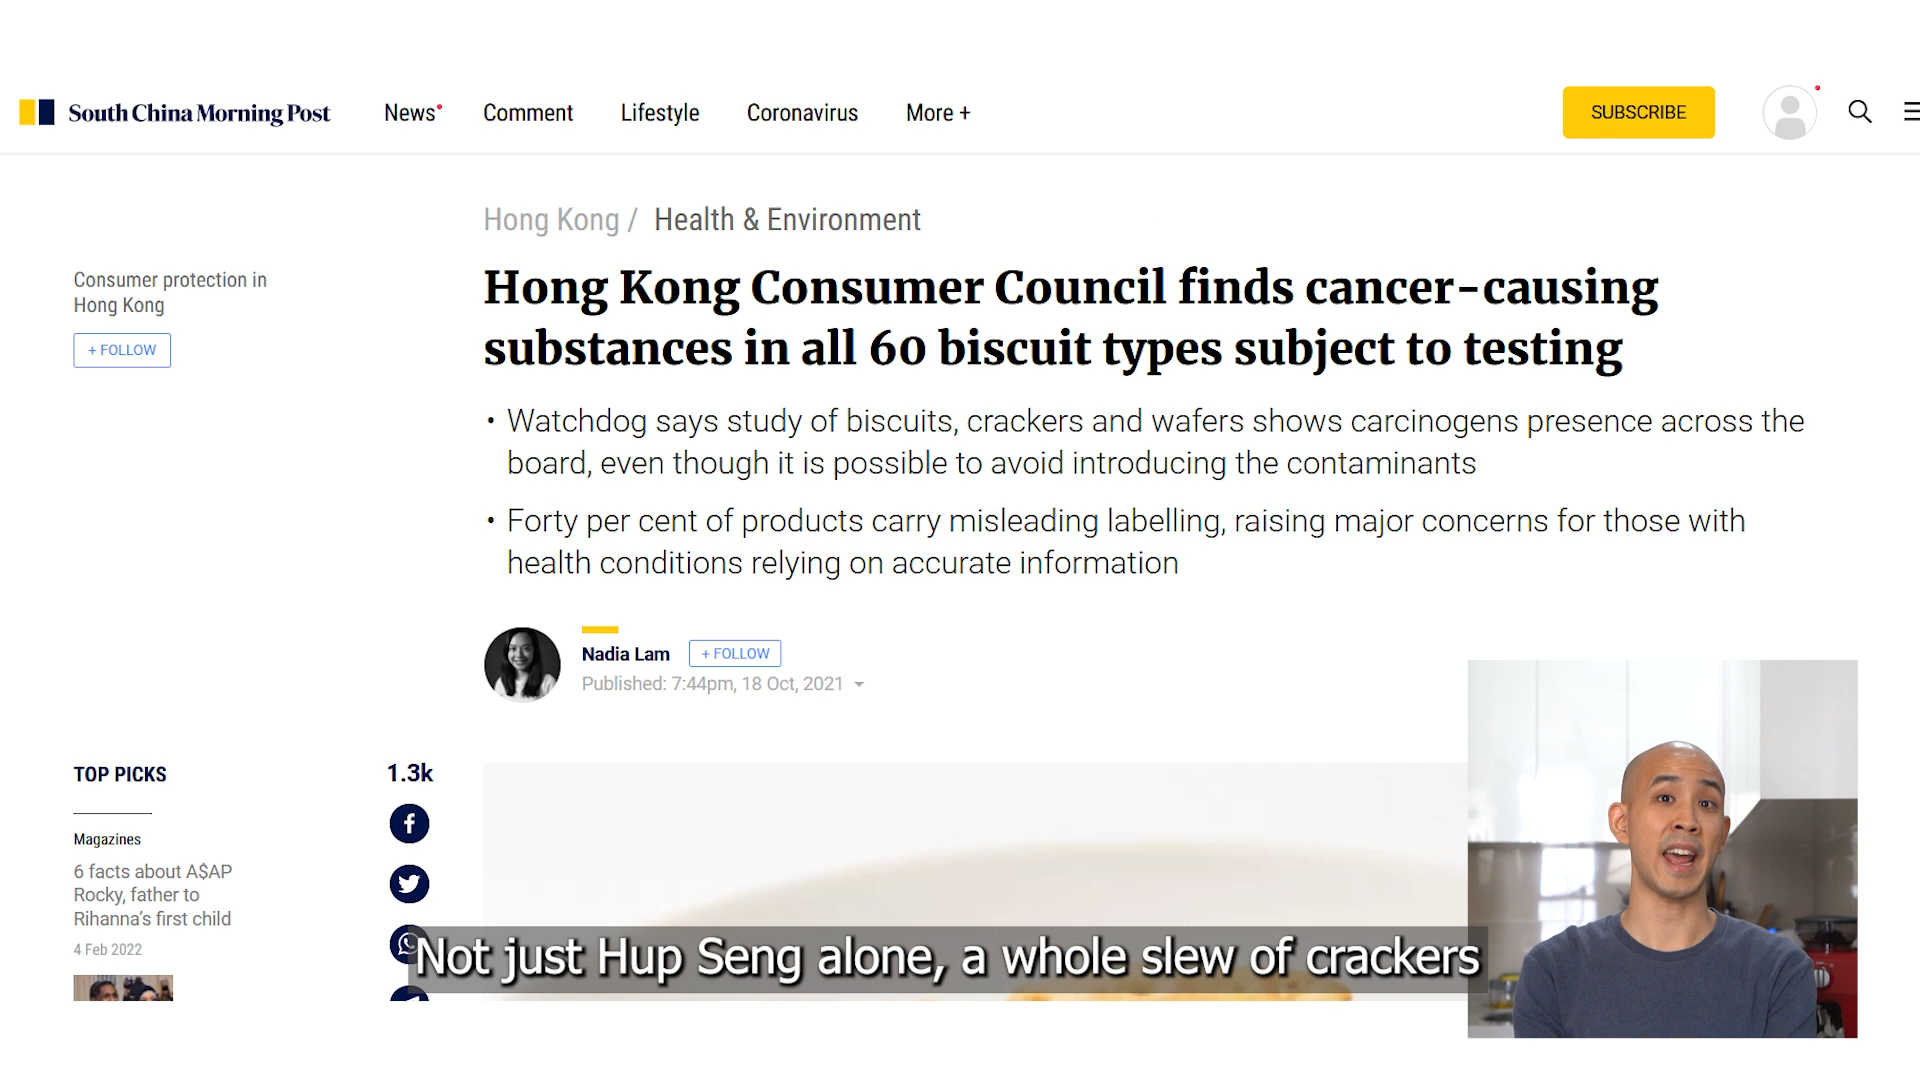 South China Morning Post
News
Comment
Lifestyle
Coronavirus
More +
SUBSCRIBE
Hong Kong / Health & Environment
Consumer protection in
Hong Kong
+ FOLLOW
Hong Kong Consumer Council finds cancer-causing
substances in all 60 biscuit types subject to testing
• Watchdog says study of biscuits, crackers and wafers shows carcinogens presence across the
board, even though it is possible to avoid introducing the contaminants
• Forty per cent of products carry misleading labelling, raising major concerns for those with
health conditions relying on accurate information
Nadia Lam
+ FOLLOW
Published: 7:44pm, 18 Oct, 2021
TOP PICKS
Magazines
6 facts about A$AP
Rocky, father to
Rihanna's first child
4 Feb 2022
1.3k
Not just Hup Seng alone, a whole slew of crackers